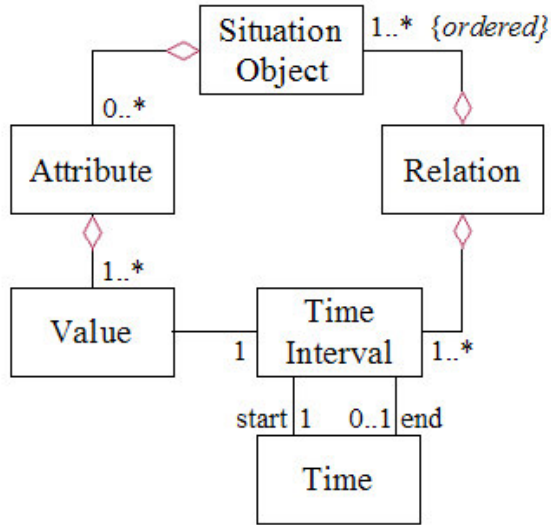 Situation
Object
1..* {ordered}
0..*
Attribute
Relation
1..*
Value
Time
Interval
1
1..*
start 1
0..1 end
Time